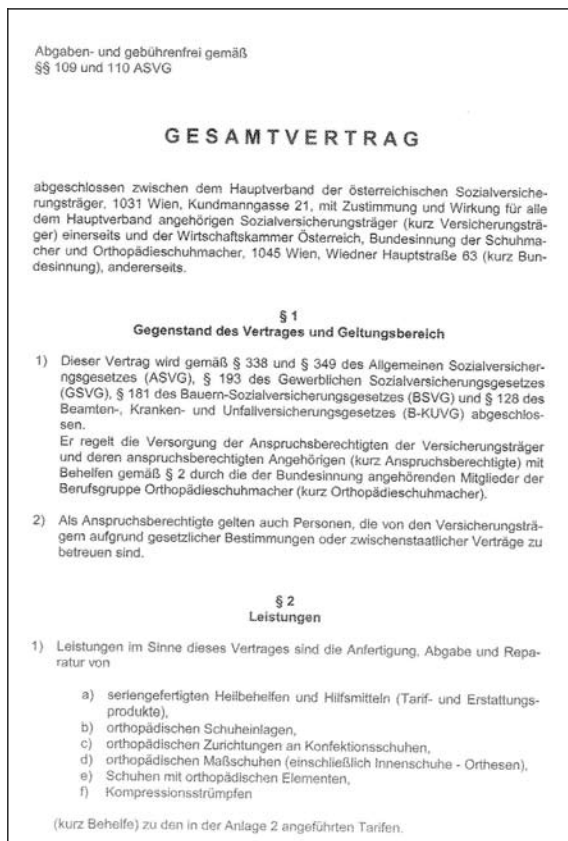 Abgaben- und gebührenfrei gemäß
§§ 109 und 110 ASVG
GESAMTVERTRAG
abgeschlossen zwischen dem Hauptverband der österreichischen Sozialversiche-
rungsträger, 1031 Wien, Kundmanngasse 21, mit Zustimmung und Wirkung für alle
dem Hauptverband angehörigen Sozialversicherungsträger (kurz Versicherungsträ-
ger) einerseits und der Wirtschaftskammer Österreich, Bundesinnung der Schuhma-
cher und Orthopädieschuhmacher, 1045 Wien, Wiedner Hauptstraße 63 (kurz Bun-
desinnung), andererseits.
§ 1
Gegenstand des Vertrages und Geltungsbereich
1) Dieser Vertrag wird gemäß § 338 und § 349 des Allgemeinen Sozialversicher-
ngsgesetzes (ASVG), § 193 des Gewerblichen Sozialversicherungsgesetzes
(GSVG), § 181 des Bauern-Sozialversicherungsgesetzes (BSVG) und § 128 des
Beamten-, Kranken- und Unfallversicherungsgesetzes (B-KUVG) abgeschlos-
sen.
Er regelt die Versorgung der Anspruchsberechtigten der Versicherungsträger
und deren anspruchsberechtigten Angehörigen (kurz Anspruchsberechtigte) mit
Behelfen gemäß § 2 durch die der Bundesinnung angehörenden Mitglieder der
Berufsgruppe Orthopädieschuhmacher (kurz Orthopädieschuhmacher).
2) Als Anspruchsberechtigte gelten auch Personen, die von den Versicherungsträ-
gern aufgrund gesetzlicher Bestimmungen oder zwischenstaatlicher Verträge zu
betreuen sind.
§ 2
Leistungen
1) Leistungen im Sinne dieses Vertrages sind die Anfertigung, Abgabe und Repa-
ratur von
a) seriengefertigten Heilbehelfen und Hilfsmitteln (Tarif- und Erstattungs-
produkte),
b) orthopädischen Schuheinlagen,
c) orthopädischen Zurichtungen an Konfektionsschuhen,
d) orthopädischen Maßschuhen (einschließlich Innenschuhe - Orthesen),
e) Schuhen mit orthopädischen Elementen,
f) Kompressionsstrümpfen
(kurz Behelfe) zu den in der Anlage 2 angeführten Tarifen.